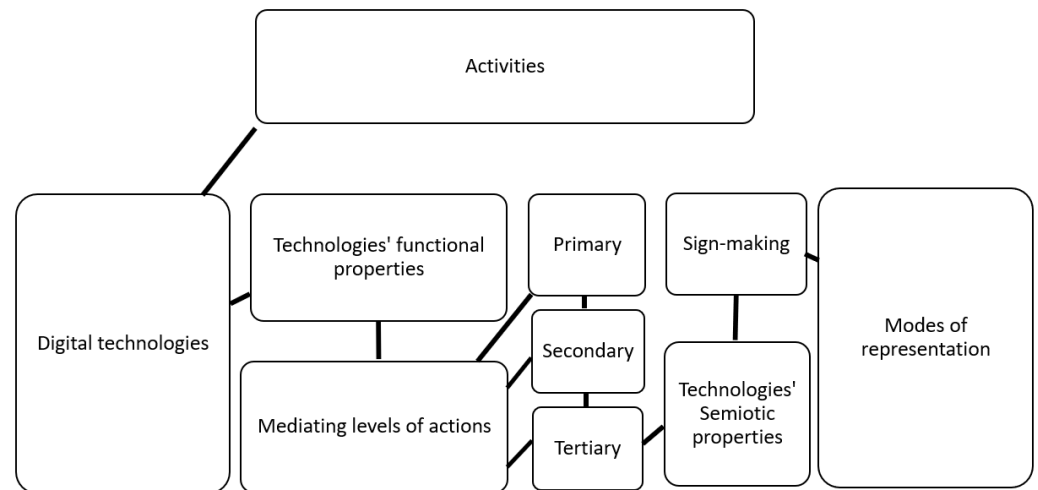 Activities
Technologies' functional
properties
Primary
Sign-making
Digital technologies
Secondary
Modes of
representation
Mediating levels of actions
Tertiary
Technologies'
Semiotic
properties